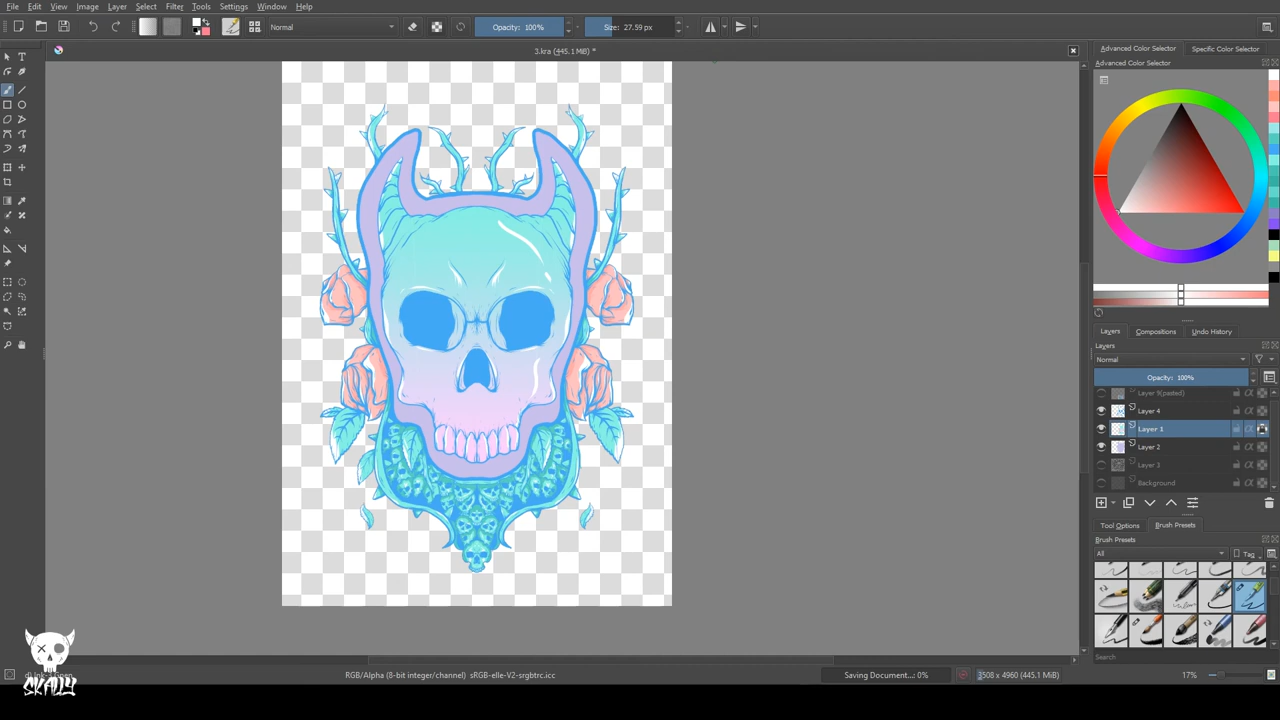 File Edit View Image Layer Select Filter Tools Settings Window Help
Normal Opacity: 100% Size: 27.59 px
3.kra (445.1 MiB) *
Advanced Color Selector Specific Color Selector
Advanced Color Selector
Layers Compositions Undo History
Layers
Normal
Opacity: 100%
Layer 9(pasted)
Layer 4
Layer 1
Layer 2
Layer 3
Background
Tool Options Brush Presets
Brush Presets
All Tag
Search
RGB/Alpha (8-bit integer/channel) sRGB-elle-V2-srgbtrc.icc Saving Document...: 0% 3508 x 4960 (445.1 MiB) 17%